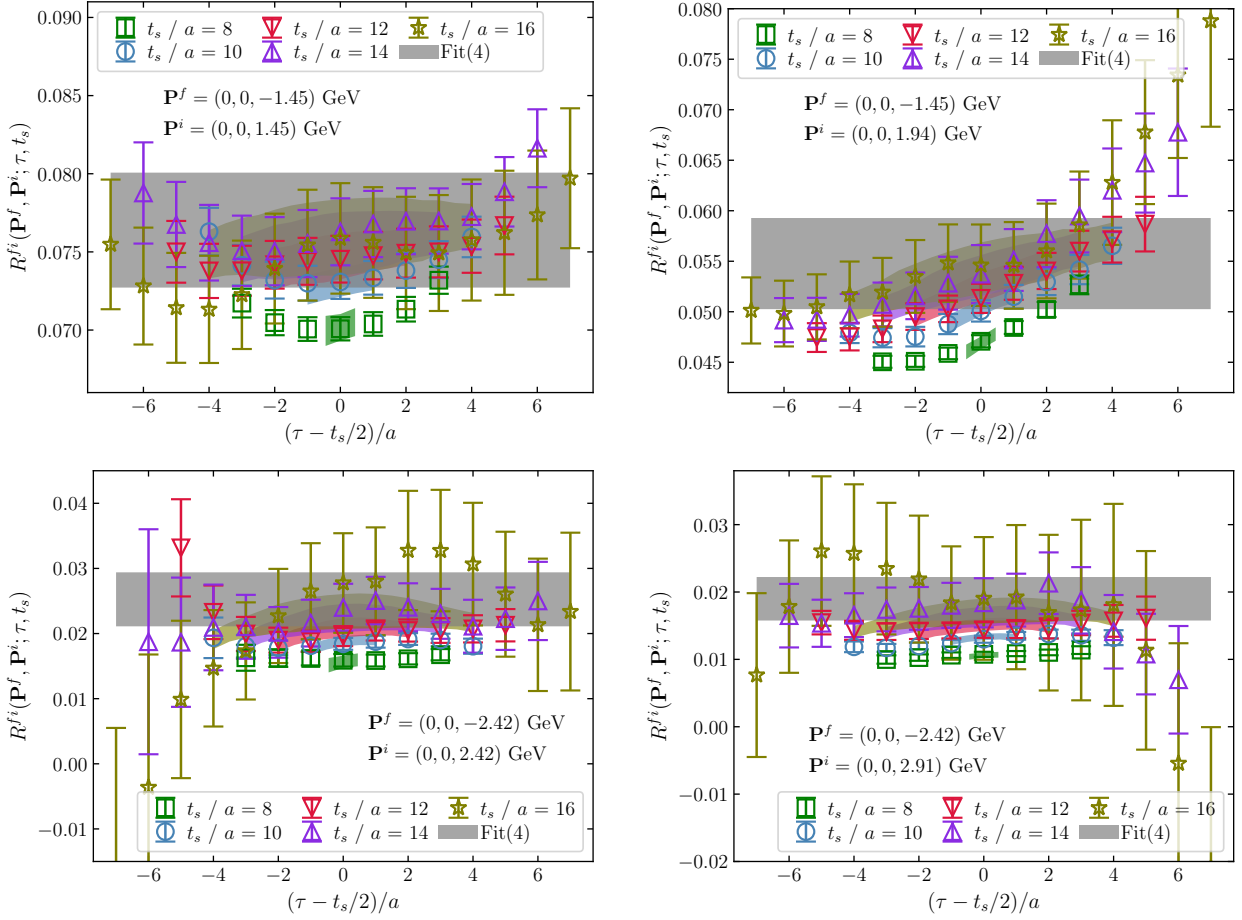 t_s / a = 8 t_s / a = 12 t_s / a = 16
t_s / a = 10 t_s / a = 14 Fit(4)
P^f = (0, 0, −1.45) GeV
P^i = (0, 0, 1.45) GeV
0.090
0.085
0.080
0.075
0.070
R^{fi}(P^f, P^i; τ, t_s)
−6 −4 −2 0 2 4 6
(τ − t_s/2)/a
t_s / a = 8 t_s / a = 12 t_s / a = 16
t_s / a = 10 t_s / a = 14 Fit(4)
P^f = (0, 0, −1.45) GeV
P^i = (0, 0, 1.94) GeV
0.080
0.075
0.070
0.065
0.060
0.055
0.050
0.045
R^{fi}(P^f, P^i; τ, t_s)
−6 −4 −2 0 2 4 6
(τ − t_s/2)/a
0.04
0.03
0.02
0.01
0.00
−0.01
R^{fi}(P^f, P^i; τ, t_s)
P^f = (0, 0, −2.42) GeV
P^i = (0, 0, 2.42) GeV
t_s / a = 8 t_s / a = 12 t_s / a = 16
t_s / a = 10 t_s / a = 14 Fit(4)
−6 −4 −2 0 2 4 6
(τ − t_s/2)/a
0.03
0.02
0.01
0.00
−0.01
−0.02
R^{fi}(P^f, P^i; τ, t_s)
P^f = (0, 0, −2.42) GeV
P^i = (0, 0, 2.91) GeV
t_s / a = 8 t_s / a = 12 t_s / a = 16
t_s / a = 10 t_s / a = 14 Fit(4)
−6 −4 −2 0 2 4 6
(τ − t_s/2)/a